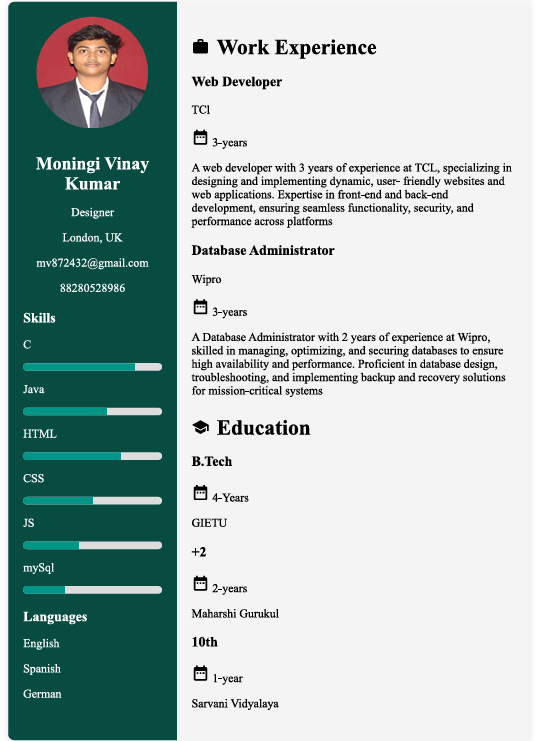 Moningi Vinay
Kumar
Designer
London, UK
mv872432@gmail.com
88280528986
Skills
C
Java
HTML
CSS
JS
mySql
Languages
English
Spanish
German
Work Experience
Web Developer
TCl
3-years
A web developer with 3 years of experience at TCL, specializing in
designing and implementing dynamic, user- friendly websites and
web applications. Expertise in front-end and back-end
development, ensuring seamless functionality, security, and
performance across platforms
Database Administrator
Wipro
3-years
A Database Administrator with 2 years of experience at Wipro,
skilled in managing, optimizing, and securing databases to ensure
high availability and performance. Proficient in database design,
troubleshooting, and implementing backup and recovery solutions
for mission-critical systems
Education
B.Tech
4-Years
GIETU
+2
2-years
Maharshi Gurukul
10th
1-year
Sarvani Vidyalaya